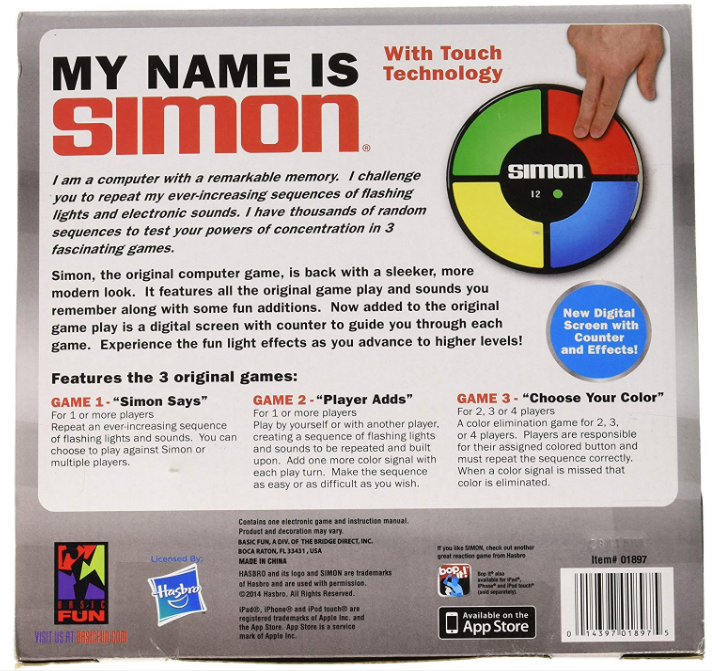 MY NAME IS
SIMON®
With Touch
Technology
I am a computer with a remarkable memory. I challenge
you to repeat my ever-increasing sequences of flashing
lights and electronic sounds. I have thousands of random
sequences to test your powers of concentration in 3
fascinating games.
SIMON
12
Simon, the original computer game, is back with a sleeker, more
modern look. It features all the original game play and sounds you
remember along with some fun additions. Now added to the original
game play is a digital screen with counter to guide you through each
game. Experience the fun light effects as you advance to higher levels!
New Digital
Screen with
Counter
and Effects!
Features the 3 original games:
GAME 1 - "Simon Says"
For 1 or more players
Repeat an ever-increasing sequence
of flashing lights and sounds. You can
choose to play against Simon or
multiple players.
GAME 2 - "Player Adds"
For 1 or more players
Play by yourself or with another player,
creating a sequence of flashing lights
and sounds to be repeated and built
upon. Add one more color signal with
each play turn. Make the sequence
as easy or as difficult as you wish.
GAME 3 - "Choose Your Color"
For 2, 3 or 4 players
A color elimination game for 2, 3,
or 4 players. Players are responsible
for their assigned colored button and
must repeat the sequence correctly.
When a color signal is missed that
color is eliminated.
BASIC
FUN
VISIT US AT BASICFUN.COM
Licensed By:
Hasbro
Contains one electronic game and instruction manual.
Product and decoration may vary.
BASIC FUN, A DIV. OF THE BRIDGE DIRECT, INC.
BOCA RATON, FL 33431, USA
MADE IN CHINA
HASBRO and its logo and SIMON are trademarks
of Hasbro and are used with permission.
©2014 Hasbro. All Rights Reserved.
iPad®, iPhone® and iPod touch® are
registered trademarks of Apple Inc. and
the App Store. App Store is a service
mark of Apple Inc.
If you like SIMON, check out another
great reaction game from Hasbro
bop it!
Bop It® also
available for iPad®,
iPhone® and iPod touch®
(sold separately).
Available on the
App Store
Item# 01897
0 14397 01897 5